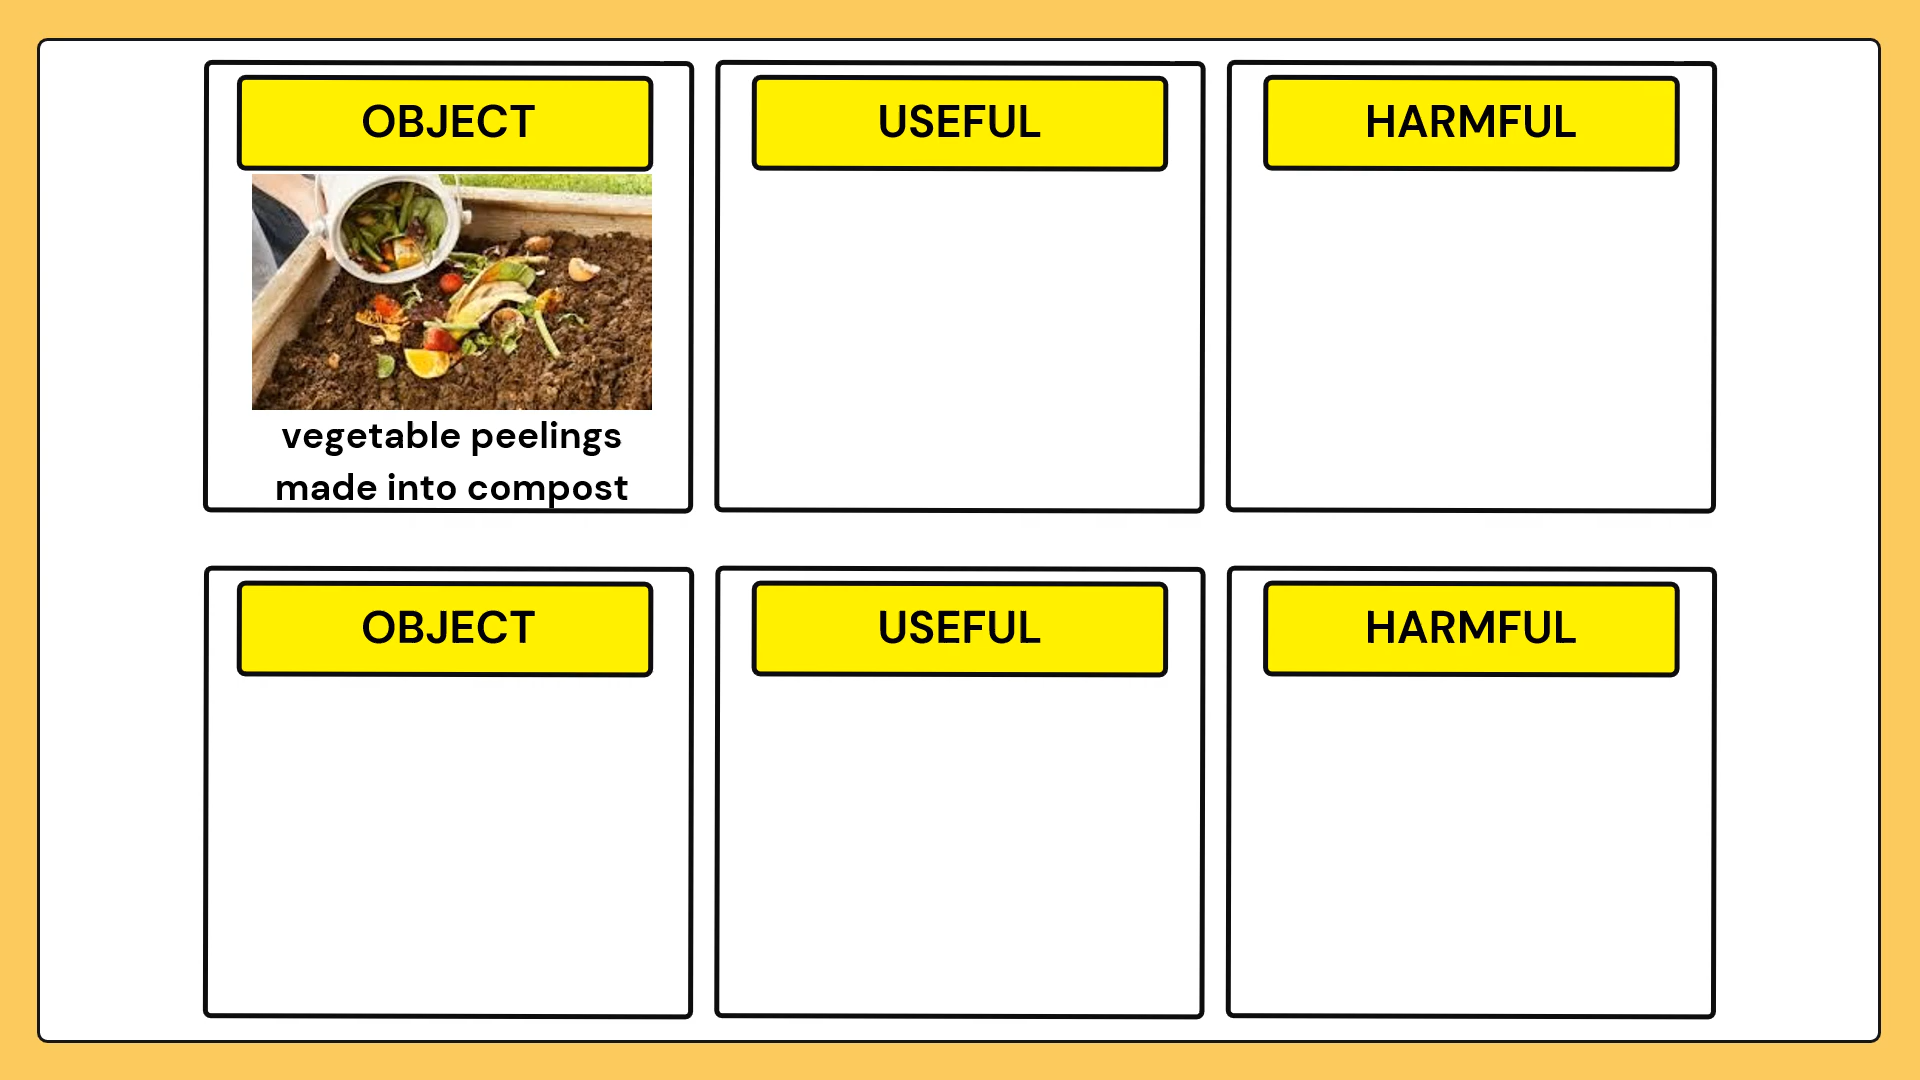 OBJECT
USEFUL
HARMFUL
vegetable peelings
made into compost
OBJECT
USEFUL
HARMFUL